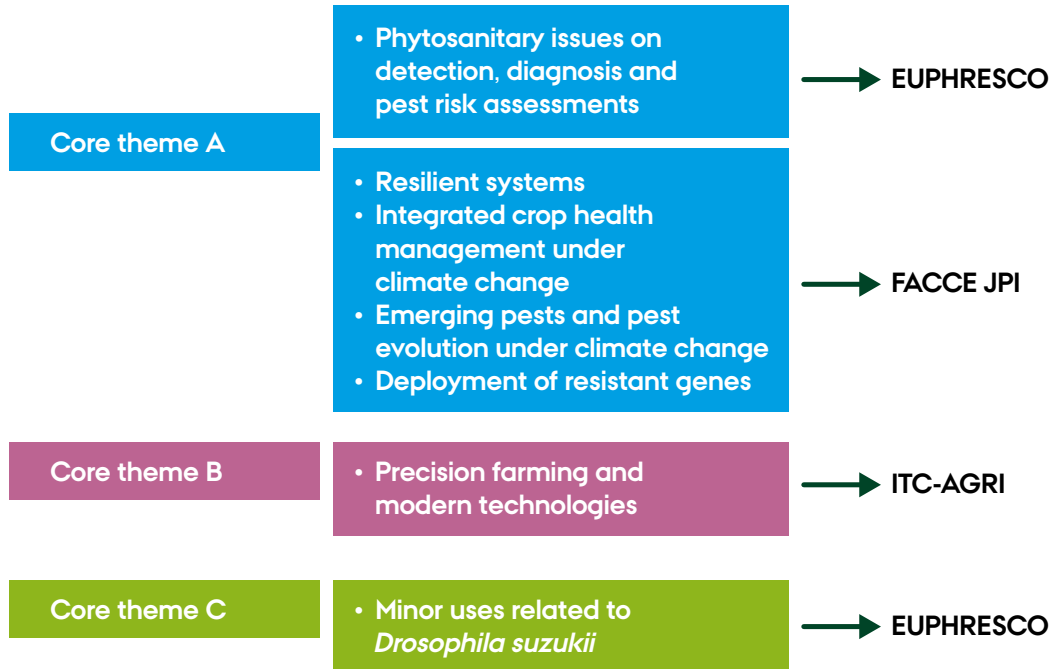 Core theme A
• Phytosanitary issues on
detection, diagnosis and
pest risk assessments
EUPHRESCO
• Resilient systems
• Integrated crop health
management under
climate change
• Emerging pests and pest
evolution under climate change
• Deployment of resistant genes
FACCE JPI
Core theme B
• Precision farming and
modern technologies
ITC-AGRI
Core theme C
• Minor uses related to
Drosophila suzukii
EUPHRESCO